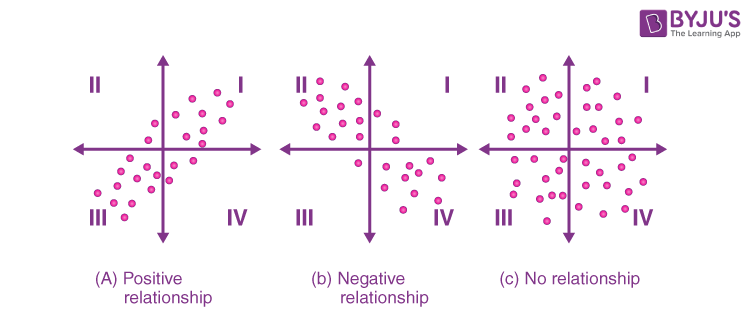 BYJU'S
The Learning App
II I
III IV
II I
III IV
II I
III IV
(A) Positive
relationship
(b) Negative
relationship
(c) No relationship